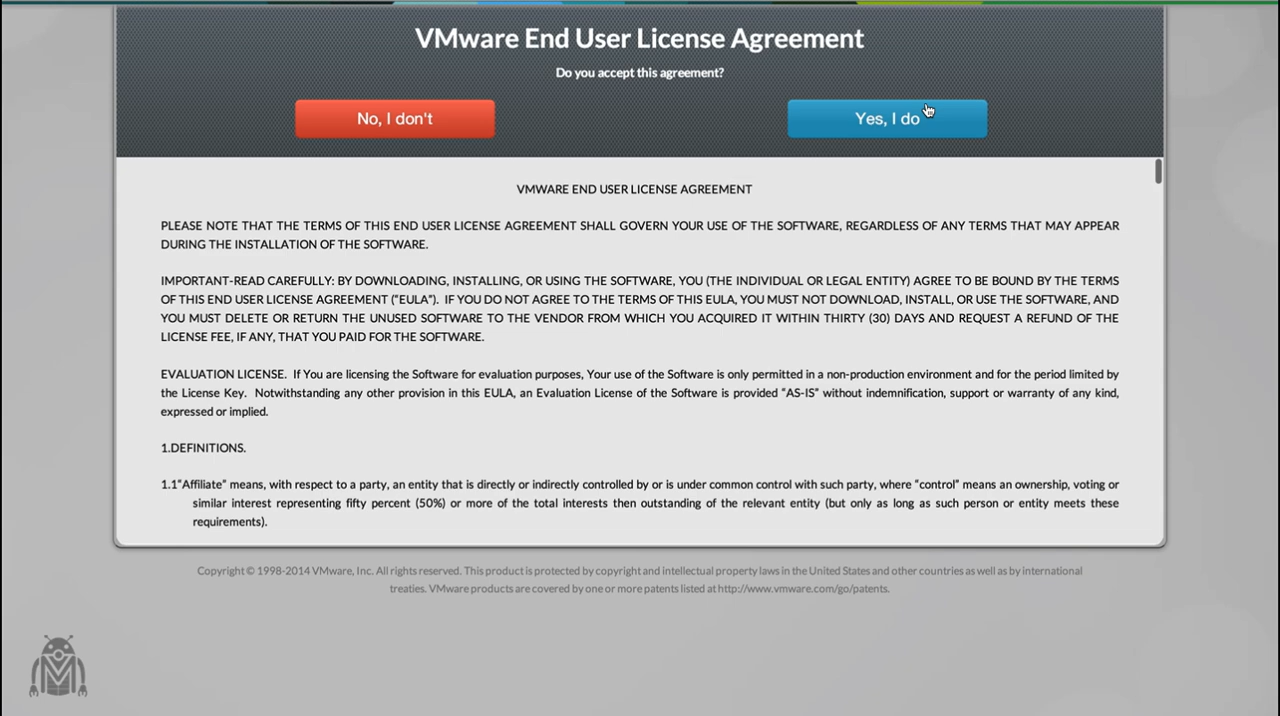 VMware End User License Agreement
Do you accept this agreement?
No, I don't
Yes, I do
VMWARE END USER LICENSE AGREEMENT
PLEASE NOTE THAT THE TERMS OF THIS END USER LICENSE AGREEMENT SHALL GOVERN YOUR USE OF THE SOFTWARE, REGARDLESS OF ANY TERMS THAT MAY APPEAR
DURING THE INSTALLATION OF THE SOFTWARE.
IMPORTANT-READ CAREFULLY: BY DOWNLOADING, INSTALLING, OR USING THE SOFTWARE, YOU (THE INDIVIDUAL OR LEGAL ENTITY) AGREE TO BE BOUND BY THE TERMS
OF THIS END USER LICENSE AGREEMENT (“EULA”). IF YOU DO NOT AGREE TO THE TERMS OF THIS EULA, YOU MUST NOT DOWNLOAD, INSTALL, OR USE THE SOFTWARE, AND
YOU MUST DELETE OR RETURN THE UNUSED SOFTWARE TO THE VENDOR FROM WHICH YOU ACQUIRED IT WITHIN THIRTY (30) DAYS AND REQUEST A REFUND OF THE
LICENSE FEE, IF ANY, THAT YOU PAID FOR THE SOFTWARE.
EVALUATION LICENSE. If You are licensing the Software for evaluation purposes, Your use of the Software is only permitted in a non-production environment and for the period limited by
the License Key. Notwithstanding any other provision in this EULA, an Evaluation License of the Software is provided “AS-IS” without indemnification, support or warranty of any kind,
expressed or implied.
1.DEFINITIONS.
1.1“Affiliate” means, with respect to a party, an entity that is directly or indirectly controlled by or is under common control with such party, where “control” means an ownership, voting or
similar interest representing fifty percent (50%) or more of the total interests then outstanding of the relevant entity (but only as long as such person or entity meets these
requirements).
Copyright © 1998-2014 VMware, Inc. All rights reserved. This product is protected by copyright and intellectual property laws in the United States and other countries as well as by international
treaties. VMware products are covered by one or more patents listed at http://www.vmware.com/go/patents.